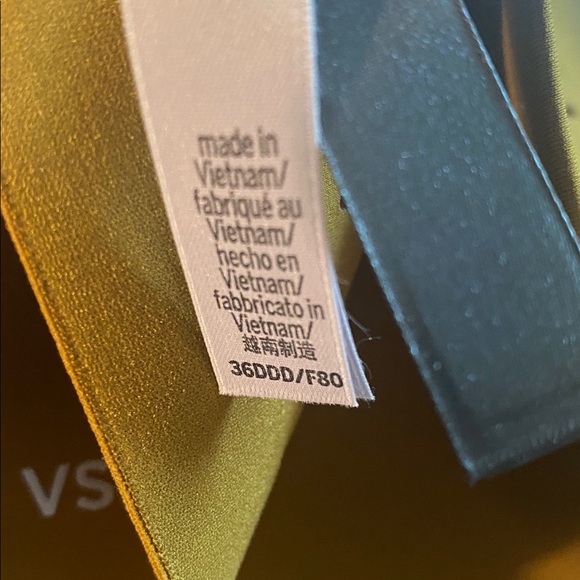 made in
Vietnam/
fabriqué au
Vietnam/
hecho en
Vietnam/
fabbricato in
Vietnam/
越南制造
36DDD/F80
VS